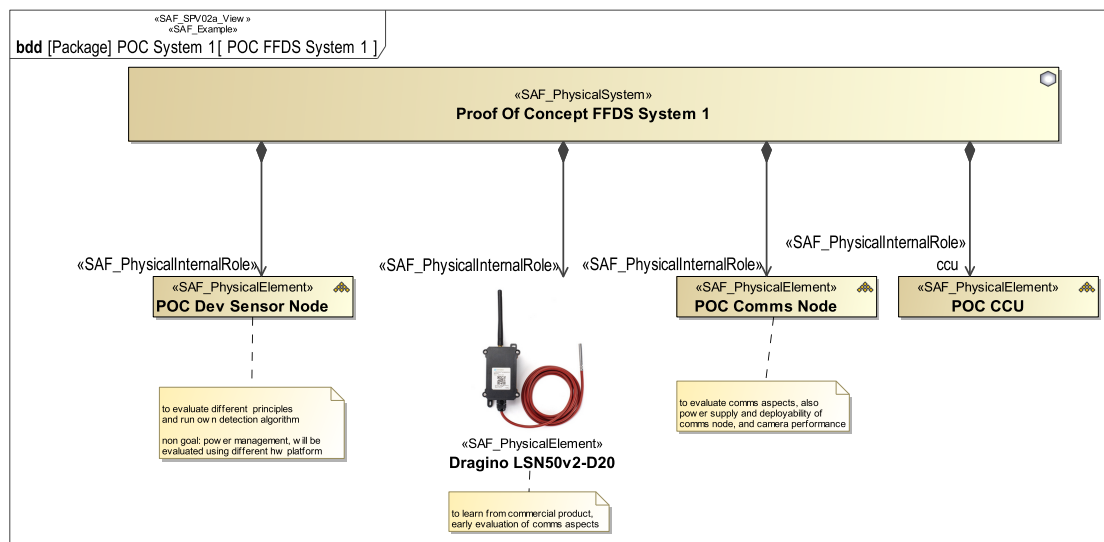 «SAF_SPV02a_View»
«SAF_Example»
bdd [Package] POC System 1[ POC FFDS System 1 ]
«SAF_PhysicalSystem»
Proof Of Concept FFDS System 1
«SAF_PhysicalInternalRole»
«SAF_PhysicalInternalRole»
«SAF_PhysicalInternalRole»
«SAF_PhysicalInternalRole»
ccu
«SAF_PhysicalElement»
POC Dev Sensor Node
«SAF_PhysicalElement»
POC Comms Node
«SAF_PhysicalElement»
POC CCU
to evaluate different principles
and run own detection algorithm
non goal: power management, will be
evaluated using different hw platform
to evaluate comms aspects, also
power supply and deployability of
comms node, and camera performance
«SAF_PhysicalElement»
Dragino LSN50v2-D20
to learn from commercial product,
early evaluation of comms aspects